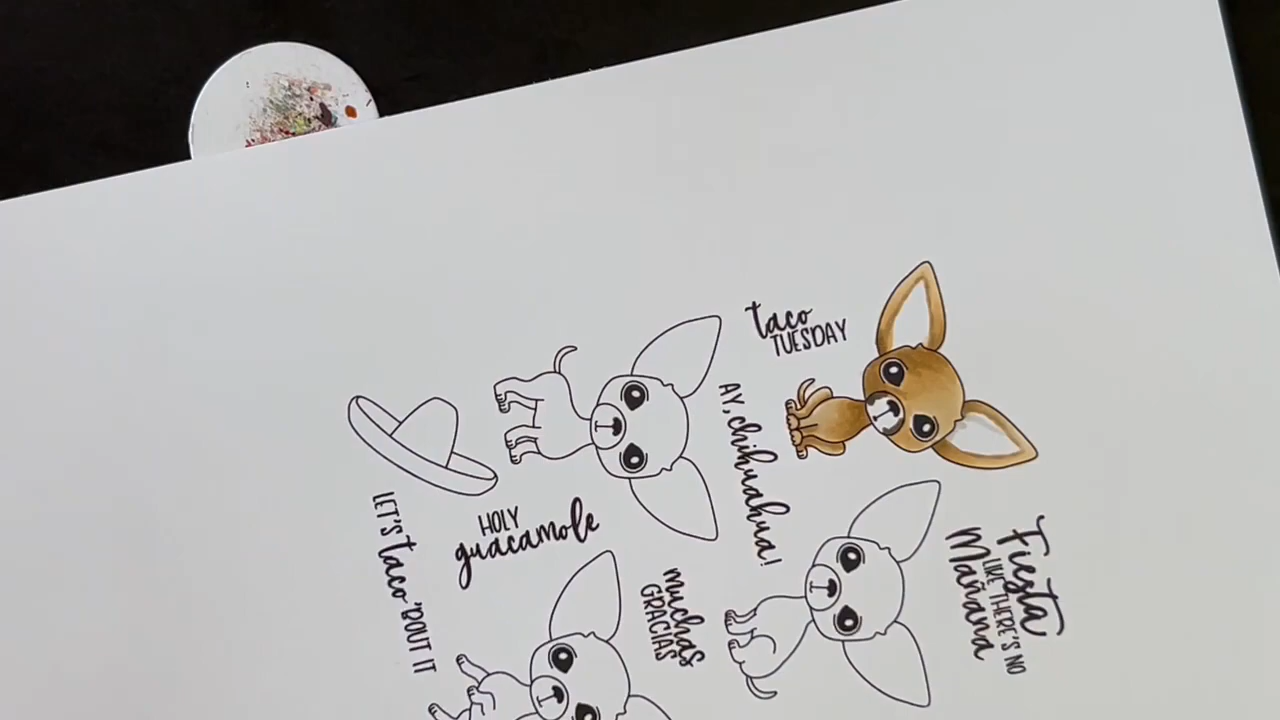 taco
TUESDAY
AY, chihuahua!
Fiesta
LIKE THERE'S NO
Mañana
HOLY
guacamole
LET'S taco 'BOUT IT
muchas
GRACIAS